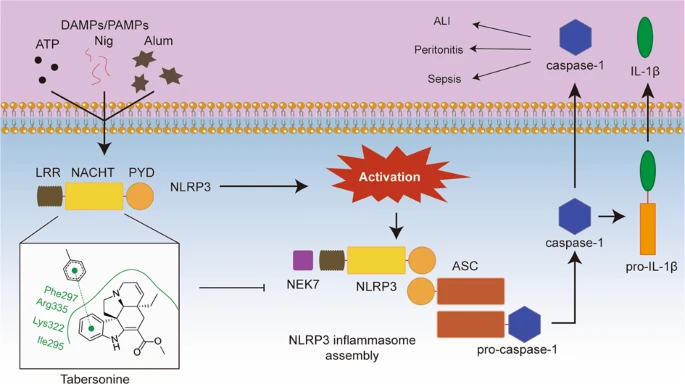 DAMPs/PAMPs
ATP
Nig
Alum
ALI
Peritonitis
Sepsis
caspase-1
IL-1β
LRR
NACHT
PYD
NLRP3
Activation
Phe297
Arg335
Lys322
Ile295
N
NH
O
O
Tabersonine
NEK7
NLRP3
ASC
NLRP3 inflammasome
assembly
pro-caspase-1
caspase-1
pro-IL-1β